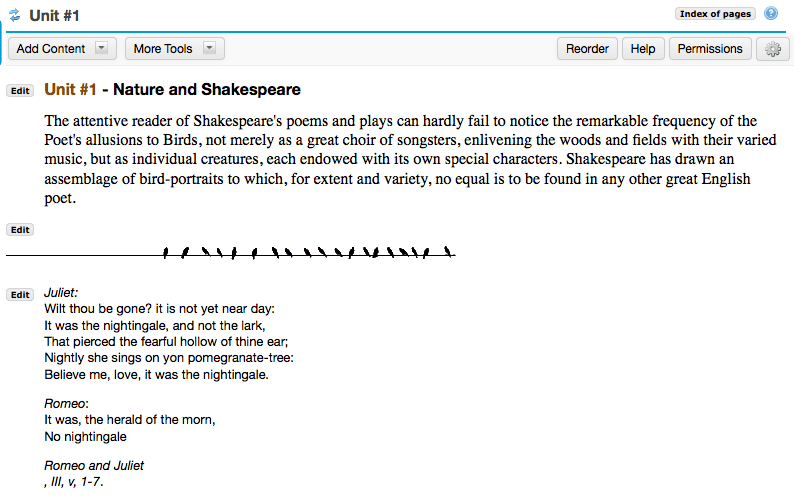 Unit #1
Index of pages
?
Add Content
More Tools
Reorder
Help
Permissions
Edit
Unit #1 - Nature and Shakespeare
The attentive reader of Shakespeare's poems and plays can hardly fail to notice the remarkable frequency of the
Poet's allusions to Birds, not merely as a great choir of songsters, enlivening the woods and fields with their varied
music, but as individual creatures, each endowed with its own special characters. Shakespeare has drawn an
assemblage of bird-portraits to which, for extent and variety, no equal is to be found in any other great English
poet.
Edit
Edit
Juliet:
Wilt thou be gone? it is not yet near day:
It was the nightingale, and not the lark,
That pierced the fearful hollow of thine ear;
Nightly she sings on yon pomegranate-tree:
Believe me, love, it was the nightingale.
Romeo:
It was, the herald of the morn,
No nightingale
Romeo and Juliet
, III, v, 1-7.